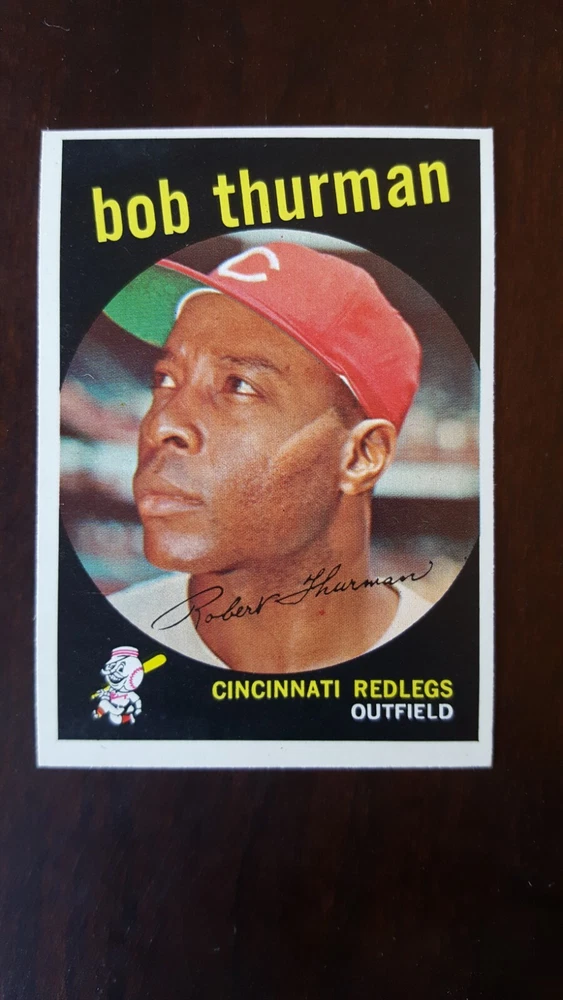 bob thurman
C
Robert Thurman
CINCINNATI REDLEGS
OUTFIELD